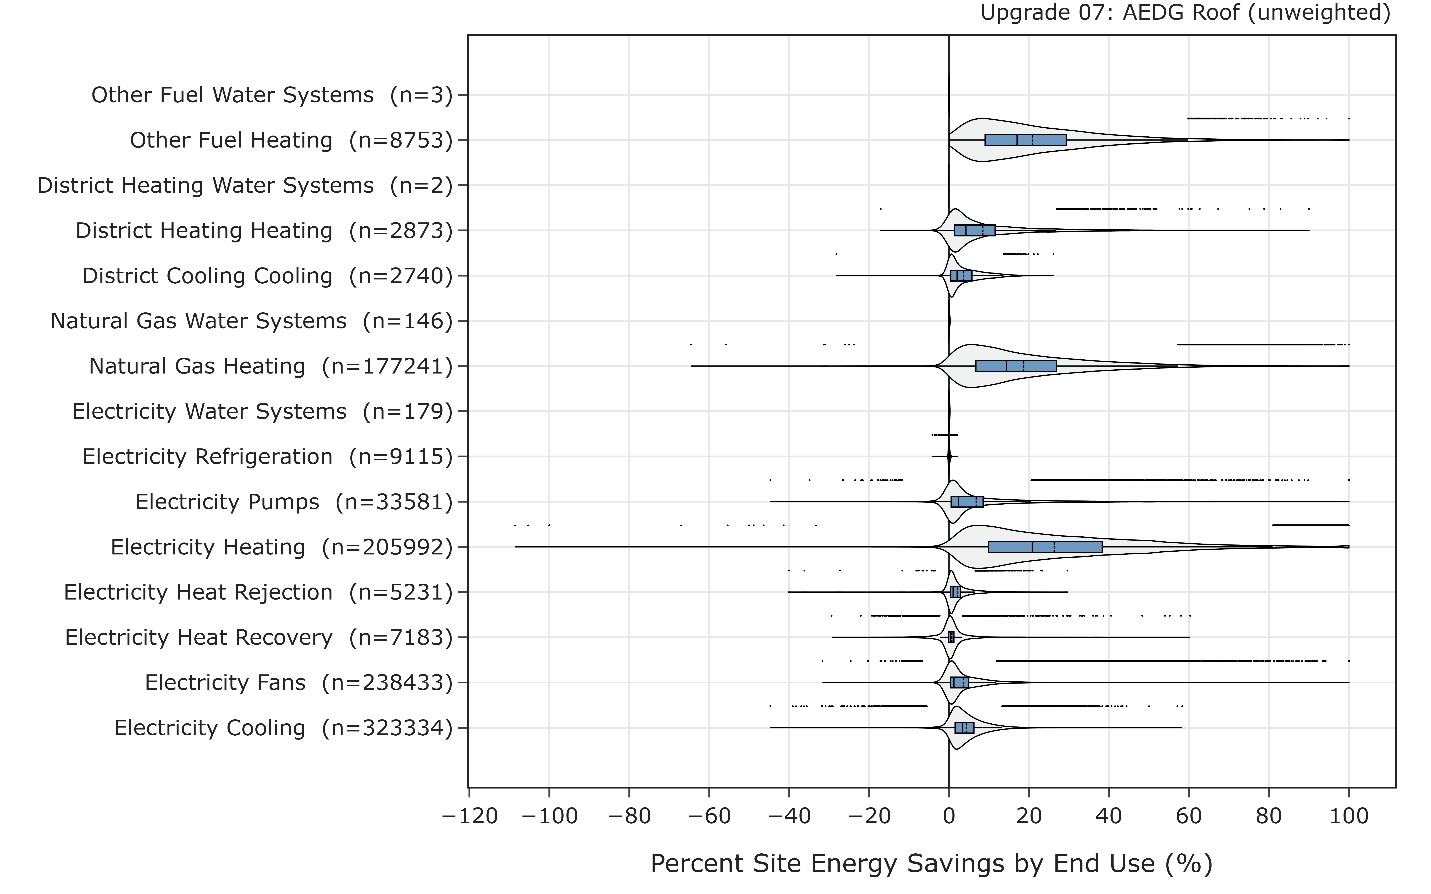 Upgrade 07: AEDG Roof (unweighted)
Other Fuel Water Systems (n=3)
Other Fuel Heating (n=8753)
District Heating Water Systems (n=2)
District Heating Heating (n=2873)
District Cooling Cooling (n=2740)
Natural Gas Water Systems (n=146)
Natural Gas Heating (n=177241)
Electricity Water Systems (n=179)
Electricity Refrigeration (n=9115)
Electricity Pumps (n=33581)
Electricity Heating (n=205992)
Electricity Heat Rejection (n=5231)
Electricity Heat Recovery (n=7183)
Electricity Fans (n=238433)
Electricity Cooling (n=323334)
−120 −100 −80 −60 −40 −20 0 20 40 60 80 100
Percent Site Energy Savings by End Use (%)